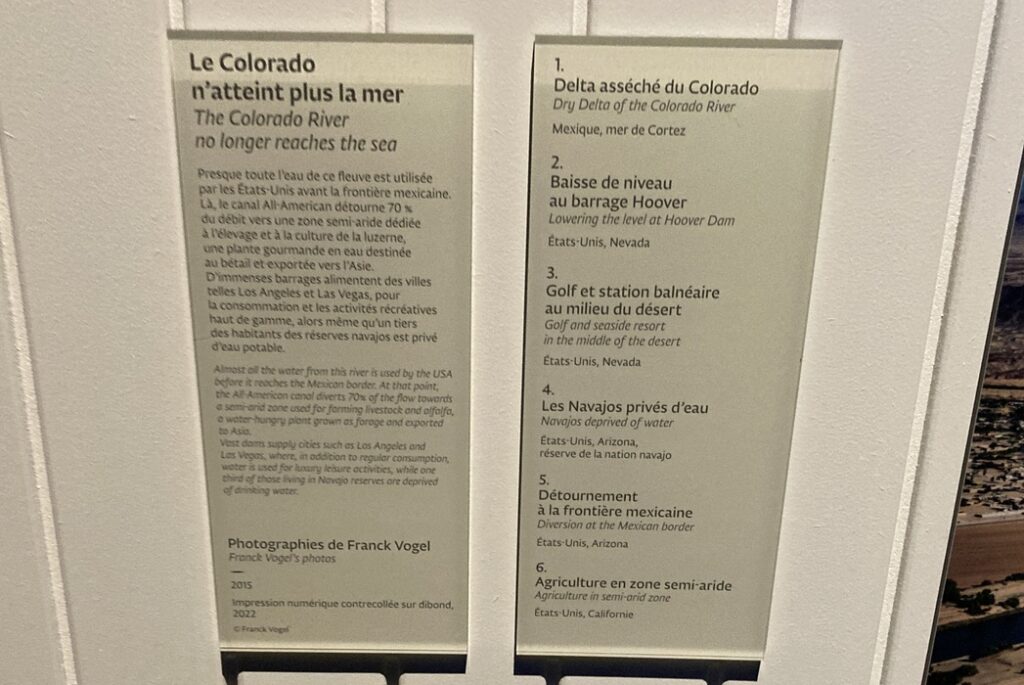 Le Colorado
n'atteint plus la mer
The Colorado River
no longer reaches the sea
Presque toute l'eau de ce fleuve est utilisée
par les États-Unis avant la frontière mexicaine.
Là, le canal All-American détourne 70 %
du débit vers une zone semi-aride dédiée
à l'élevage et à la culture de la luzerne,
une plante gourmande en eau destinée
au bétail et exportée vers l'Asie.
D'immenses barrages alimentent des villes
telles Los Angeles et Las Vegas, pour
la consommation et les activités récréatives
haut de gamme, alors même qu'un tiers
des habitants des réserves navajos est privé
d'eau potable.
Almost all the water from this river is used by the USA
before it reaches the Mexican border. At that point,
the All-American canal diverts 70% of the flow towards
a semi-arid zone used for farming livestock and alfalfa,
a water-hungry plant grown as forage and exported
to Asia.
Vast dams supply cities such as Los Angeles and
Las Vegas, where, in addition to regular consumption,
water is used for luxury leisure activities, while one
third of those living in Navajo reserves are deprived
of drinking water.
Photographies de Franck Vogel
Franck Vogel's photos
—
2015
Impression numérique contrecollée sur dibond,
2022
© Franck Vogel
1.
Delta asséché du Colorado
Dry Delta of the Colorado River
Mexique, mer de Cortez
2.
Baisse de niveau
au barrage Hoover
Lowering the level at Hoover Dam
États-Unis, Nevada
3.
Golf et station balnéaire
au milieu du désert
Golf and seaside resort
in the middle of the desert
États-Unis, Nevada
4.
Les Navajos privés d'eau
Navajos deprived of water
États-Unis, Arizona,
réserve de la nation navajo
5.
Détournement
à la frontière mexicaine
Diversion at the Mexican border
États-Unis, Arizona
6.
Agriculture en zone semi-aride
Agriculture in semi-arid zone
États-Unis, Californie